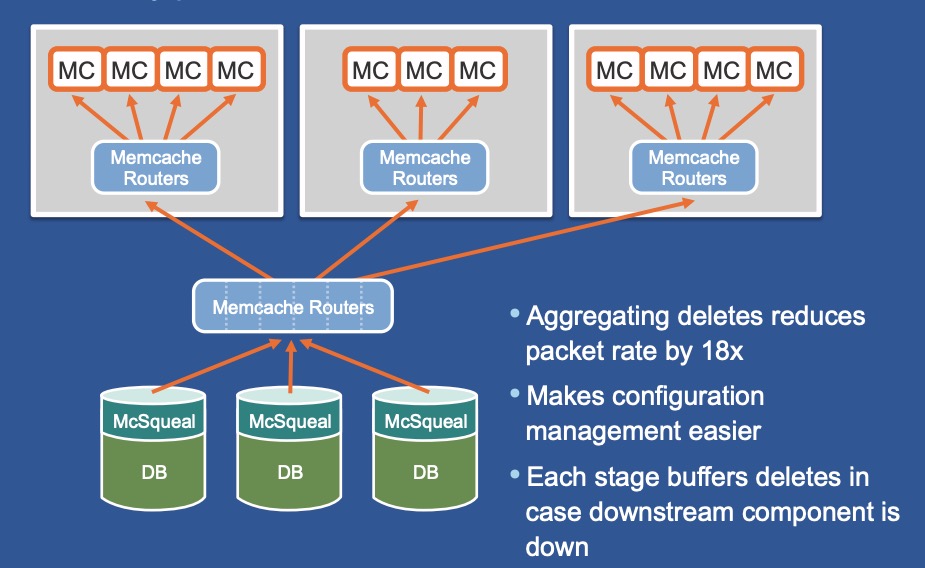 MC MC MC MC
MC MC MC
MC MC MC MC
Memcache
Routers
Memcache
Routers
Memcache
Routers
Memcache Routers
McSqueal
DB
McSqueal
DB
McSqueal
DB
• Aggregating deletes reduces
packet rate by 18x
• Makes configuration
management easier
• Each stage buffers deletes in
case downstream component is
down